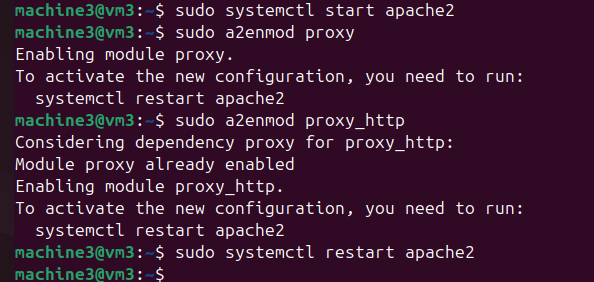 machine3@vm3:~$ sudo systemctl start apache2
machine3@vm3:~$ sudo a2enmod proxy
Enabling module proxy.
To activate the new configuration, you need to run:
  systemctl restart apache2
machine3@vm3:~$ sudo a2enmod proxy_http
Considering dependency proxy for proxy_http:
Module proxy already enabled
Enabling module proxy_http.
To activate the new configuration, you need to run:
  systemctl restart apache2
machine3@vm3:~$ sudo systemctl restart apache2
machine3@vm3:~$